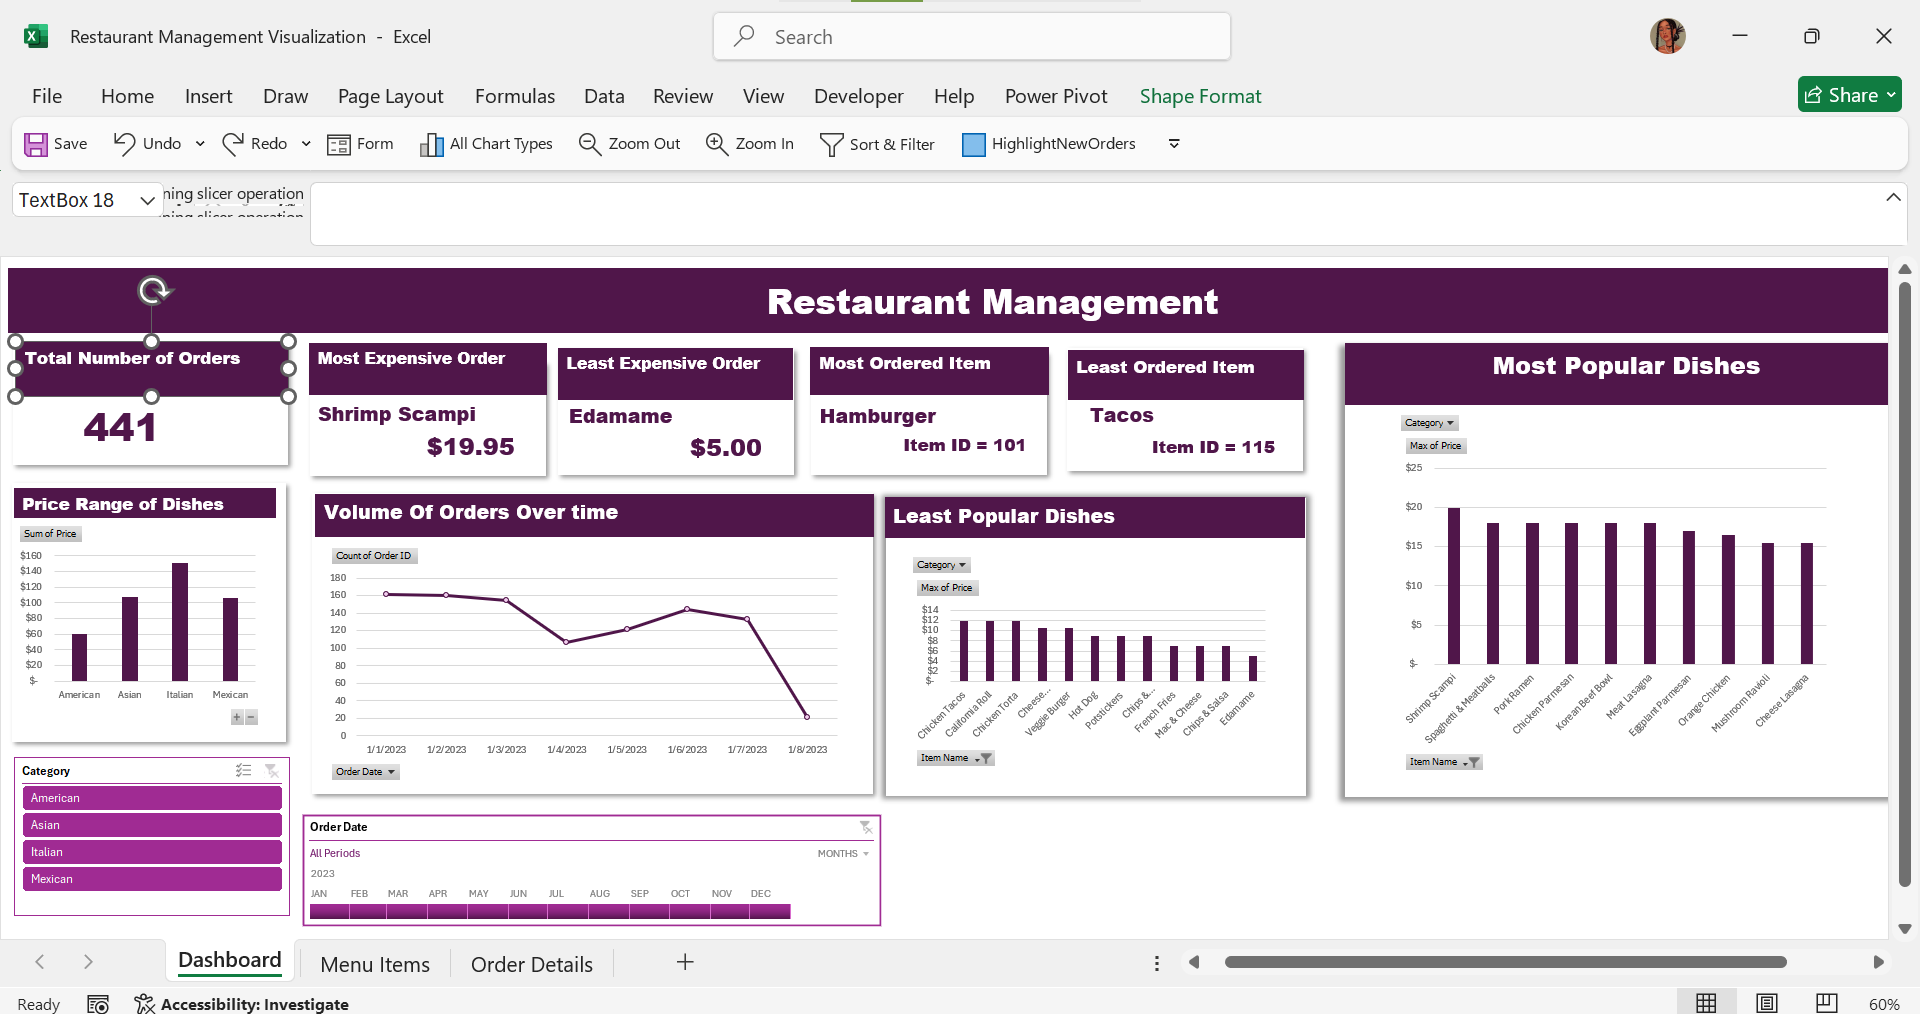 Restaurant Management Visualization - Excel
Search
File Home Insert Draw Page Layout Formulas Data Review View Developer Help Power Pivot Shape Format
Share
Save Undo Redo Form All Chart Types Zoom Out Zoom In Sort & Filter HighlightNewOrders
TextBox 18
ning slicer operation
Restaurant Management
Total Number of Orders
441
Most Expensive Order
Shrimp Scampi
$19.95
Least Expensive Order
Edamame
$5.00
Most Ordered Item
Hamburger
Item ID = 101
Least Ordered Item
Tacos
Item ID = 115
Most Popular Dishes
Category
Max of Price
$25
$20
$15
$10
$5
$-
Shrimp Scampi
Spaghetti & Meatballs
Pork Ramen
Chicken Parmesan
Korean Beef Bowl
Meat Lasagna
Eggplant Parmesan
Orange Chicken
Mushroom Ravioli
Cheese Lasagna
Item Name
Price Range of Dishes
Sum of Price
$160
$140
$120
$100
$80
$60
$40
$20
$-
American Asian Italian Mexican
Volume Of Orders Over time
Count of Order ID
180
160
140
120
100
80
60
40
20
0
1/1/2023 1/2/2023 1/3/2023 1/4/2023 1/5/2023 1/6/2023 1/7/2023 1/8/2023
Order Date
Least Popular Dishes
Category
Max of Price
$14
$12
$10
$8
$6
$4
$2
$-
Chicken Tacos
California Roll
Chicken Torta
Cheese...
Veggie Burger
Hot Dog
Potstickers
Chips &...
French Fries
Mac & Cheese
Chips & Salsa
Edamame
Item Name
Category
American
Asian
Italian
Mexican
Order Date
All Periods MONTHS
2023
JAN FEB MAR APR MAY JUN JUL AUG SEP OCT NOV DEC
Dashboard Menu Items Order Details
Ready Accessibility: Investigate 60%